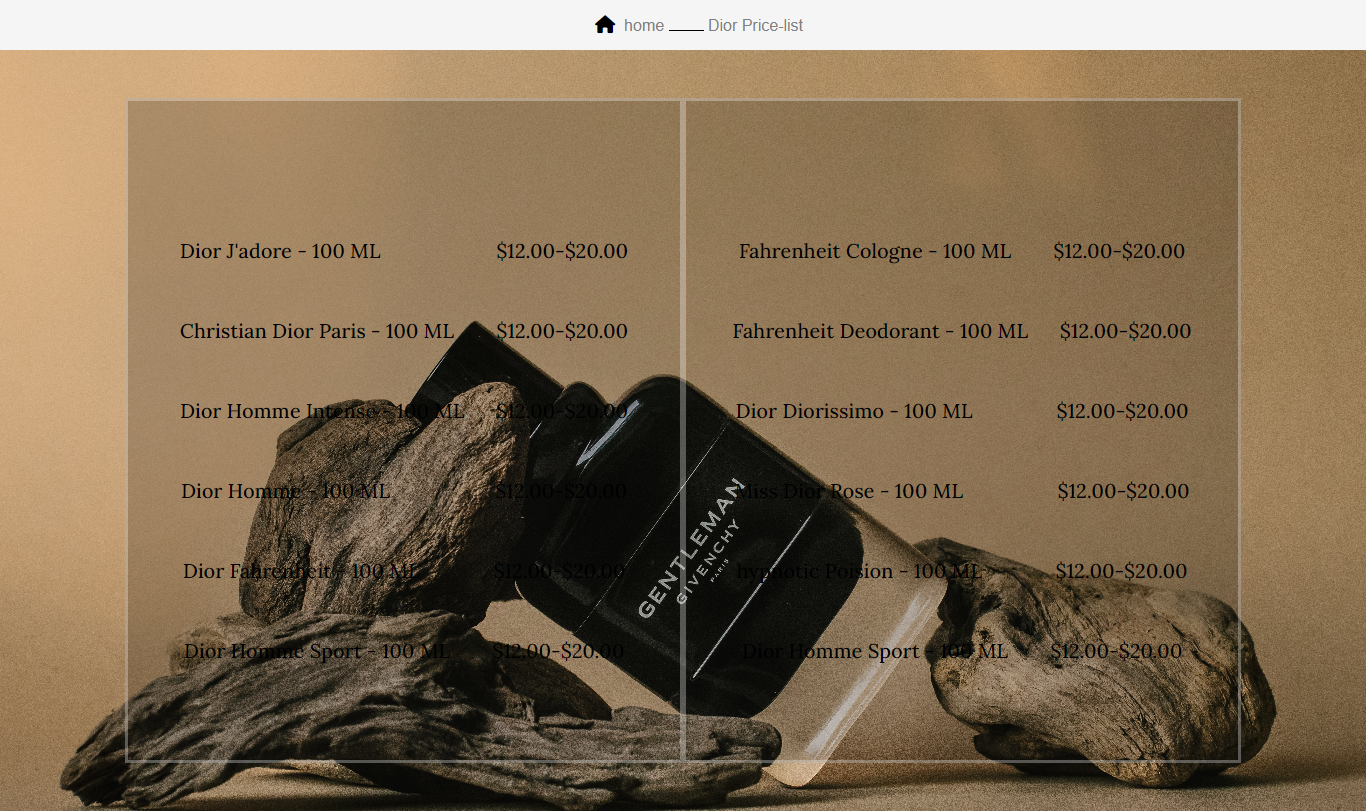 home Dior Price-list
Dior J'adore - 100 ML $12.00-$20.00
Christian Dior Paris - 100 ML $12.00-$20.00
Dior Homme Intense - 100 ML $12.00-$20.00
Dior Homme - 100 ML $12.00-$20.00
Dior Fahrenheit - 100 ML $12.00-$20.00
Dior Homme Sport - 100 ML $12.00-$20.00
Fahrenheit Cologne - 100 ML $12.00-$20.00
Fahrenheit Deodorant - 100 ML $12.00-$20.00
Dior Diorissimo - 100 ML $12.00-$20.00
Miss Dior Rose - 100 ML $12.00-$20.00
hypnotic Poision - 100 ML $12.00-$20.00
Dior Homme Sport - 100 ML $12.00-$20.00
GENTLEMAN
GIVENCHY
PARIS